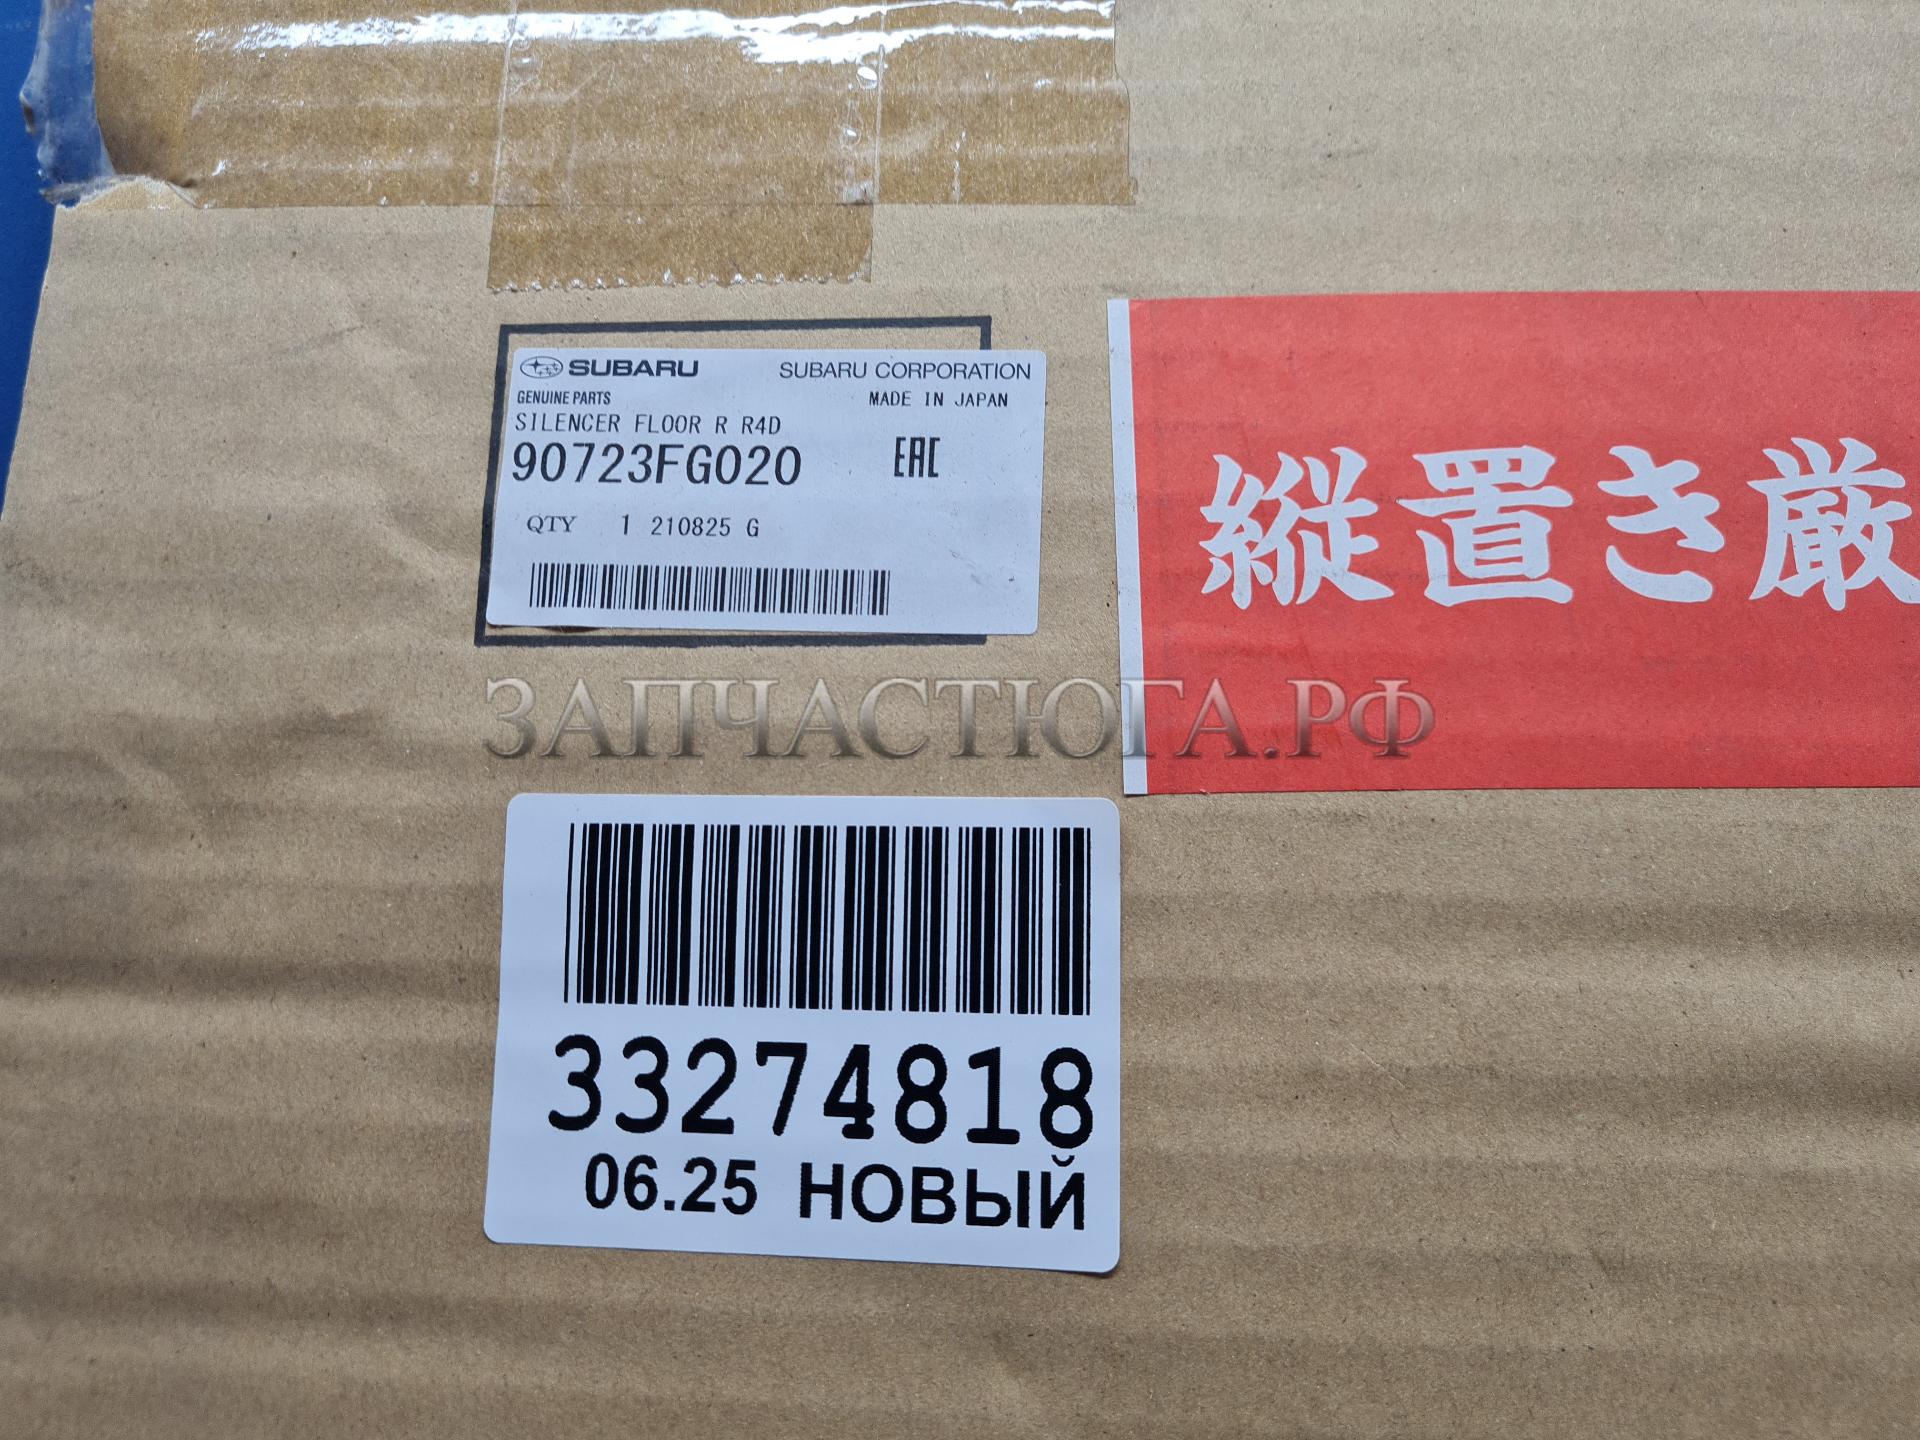 SUBARU SUBARU CORPORATION
GENUINE PARTS MADE IN JAPAN
SILENCER FLOOR R R4D
90723FG020 EAC
QTY 1 210825 G
縦置き厳
ЗАПЧАСТЮГА.РФ
33274818
06.25 НОВЫЙ